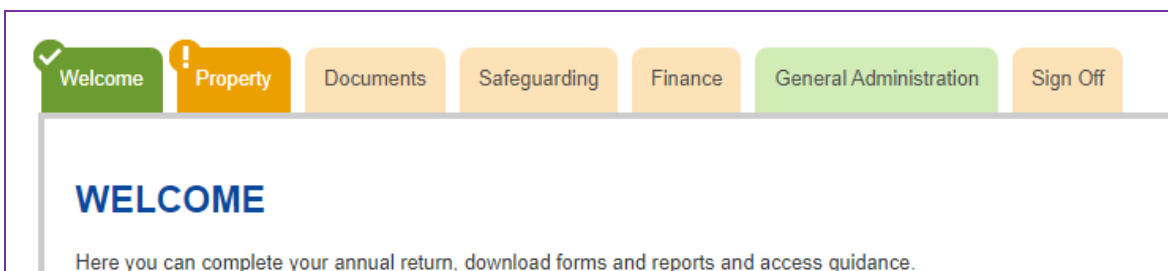 Welcome Property Documents Safeguarding Finance General Administration Sign Off
WELCOME
Here you can complete your annual return, download forms and reports and access guidance.